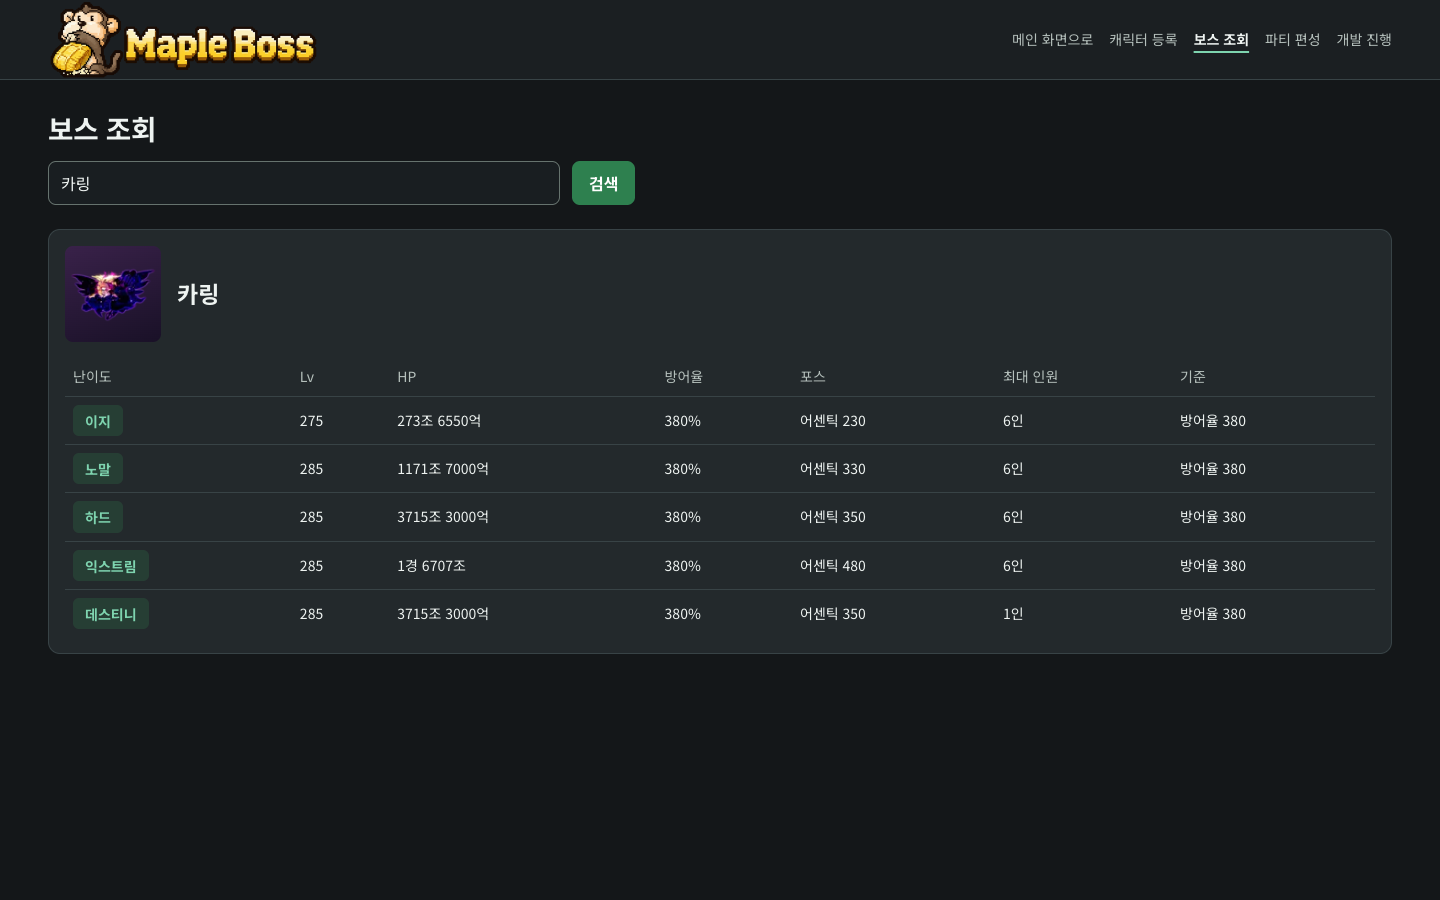 Maple Boss
메인 화면으로 캐릭터 등록 보스 조회 파티 편성 개발 진행
보스 조회
카링
검색
카링
난이도 Lv HP 방어율 포스 최대 인원 기준
이지 275 273조 6550억 380% 어센틱 230 6인 방어율 380
노말 285 1171조 7000억 380% 어센틱 330 6인 방어율 380
하드 285 3715조 3000억 380% 어센틱 350 6인 방어율 380
익스트림 285 1경 6707조 380% 어센틱 480 6인 방어율 380
데스티니 285 3715조 3000억 380% 어센틱 350 1인 방어율 380